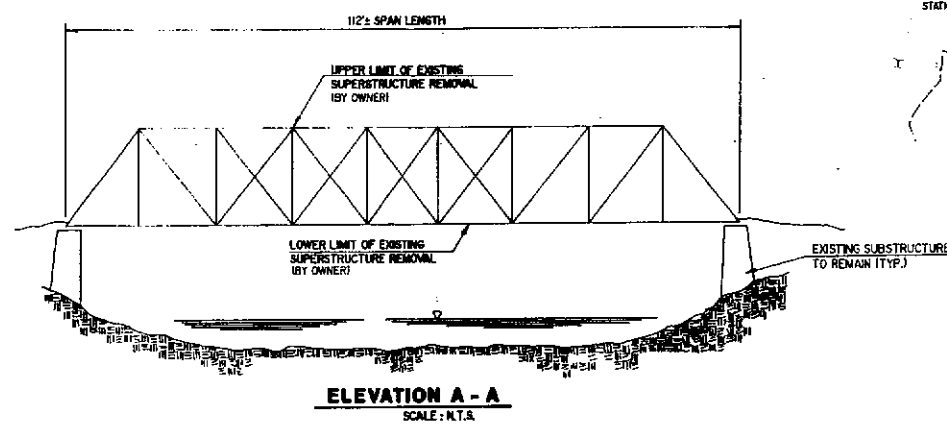 112'± SPAN LENGTH
UPPER LIMIT OF EXISTING
SUPERSTRUCTURE REMOVAL
(BY OWNER)
LOWER LIMIT OF EXISTING
SUPERSTRUCTURE REMOVAL
(BY OWNER)
EXISTING SUBSTRUCTURE
TO REMAIN (TYP.)
ELEVATION A - A
SCALE : N.T.S.